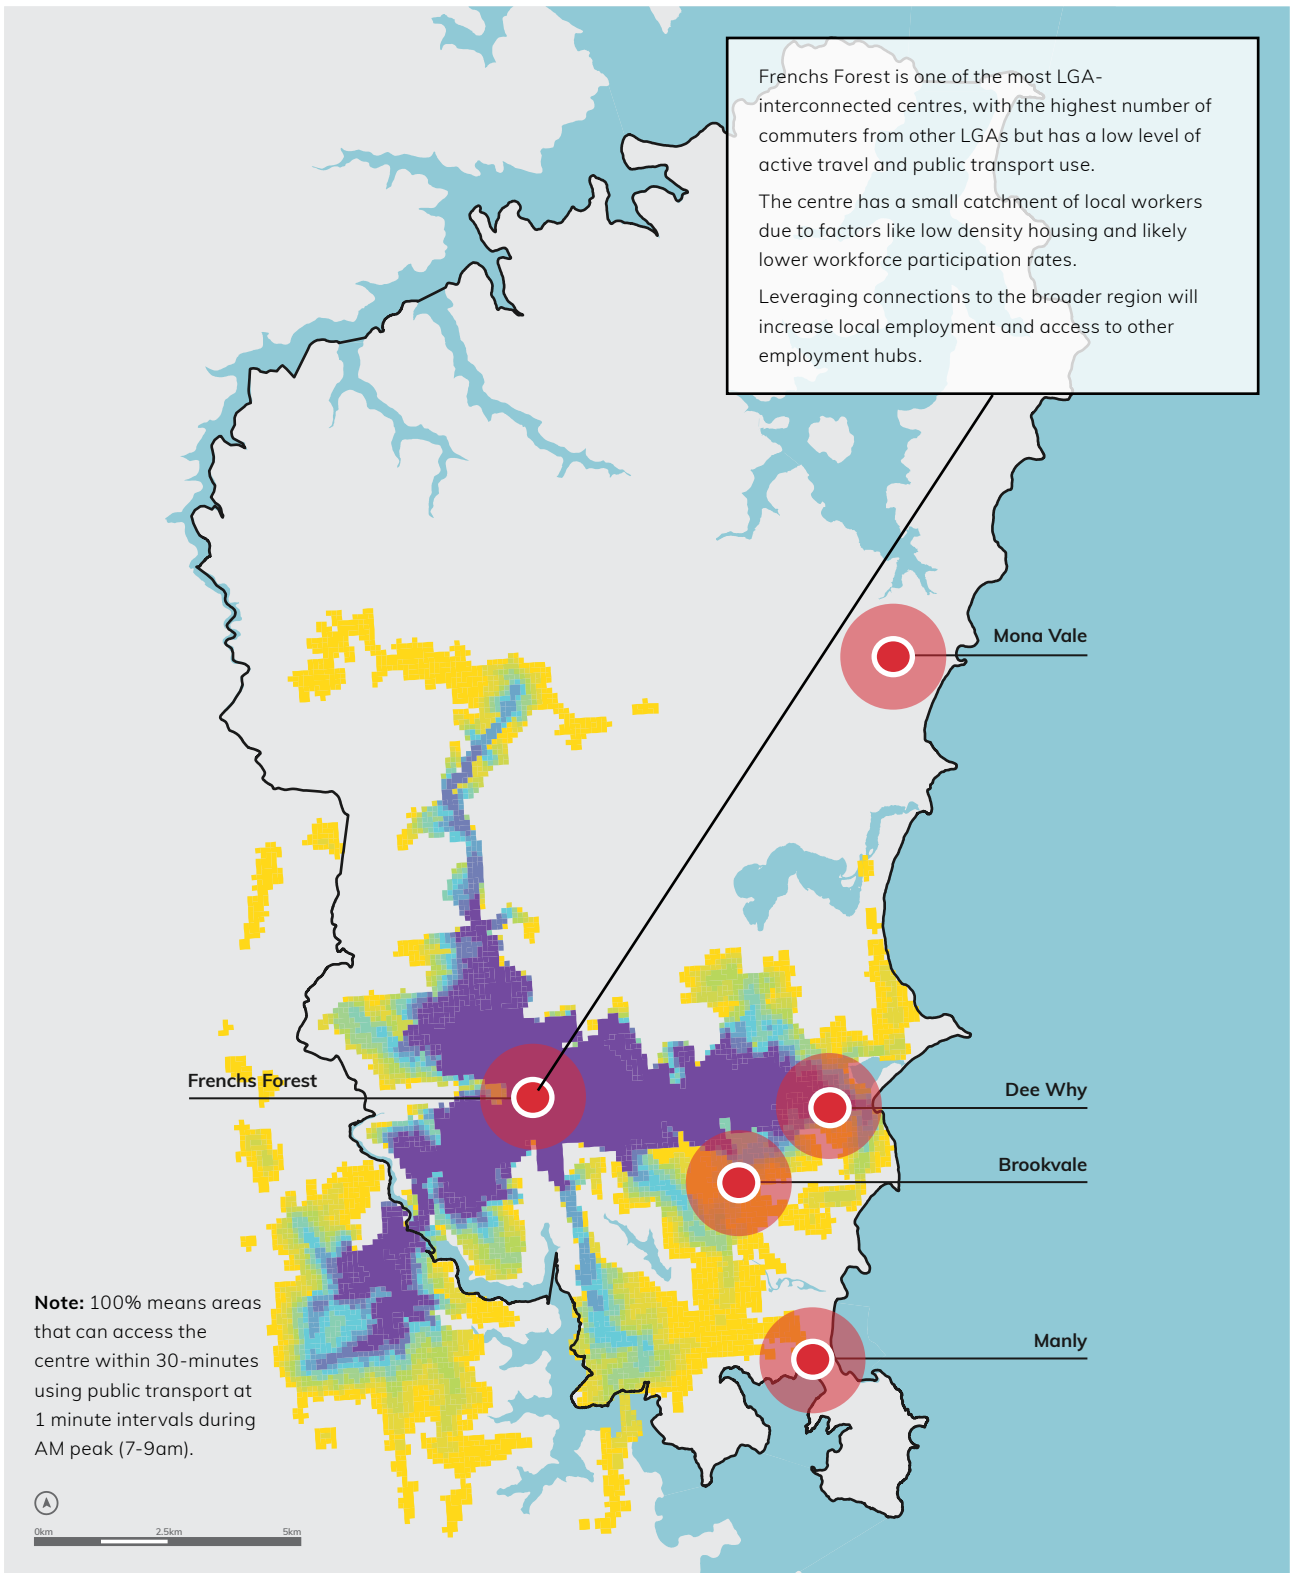 Frenchs Forest is one of the most LGA-
interconnected centres, with the highest number of
commuters from other LGAs but has a low level of
active travel and public transport use.
The centre has a small catchment of local workers
due to factors like low density housing and likely
lower workforce participation rates.
Leveraging connections to the broader region will
increase local employment and access to other
employment hubs.
Mona Vale
Frenchs Forest
Dee Why
Brookvale
Manly
Note: 100% means areas
that can access the
centre within 30-minutes
using public transport at
1 minute intervals during
AM peak (7-9am).
0km 2.5km 5km